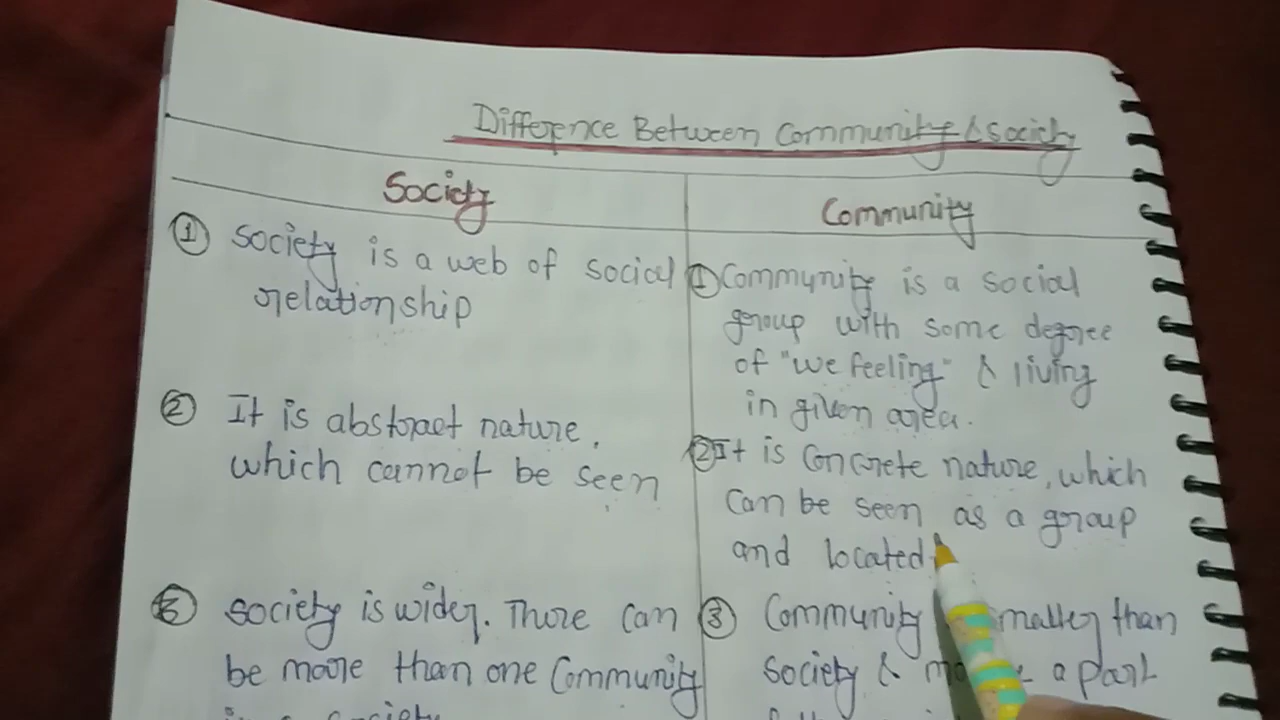 Difference Between Community & Society
Society
① Society is a web of social
relationship
② It is abstract nature,
which cannot be seen
③ Society is wider. There can
be more than one Community
in a society
Community
① Community is a social
group with some degree
of "we feeling" & living
in given area.
② It is Concrete nature, which
can be seen as a group
and located
③ Community smaller than
Society & a part